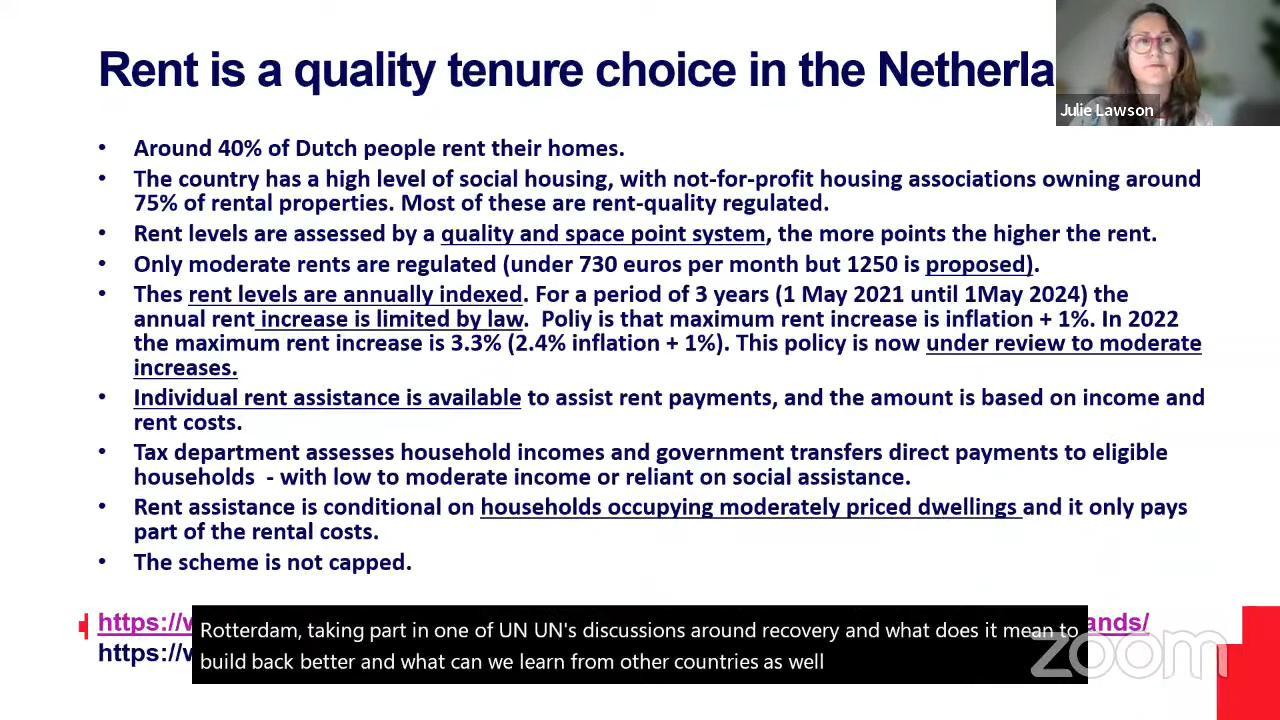 Rent is a quality tenure choice in the Netherla
Julie Lawson
• Around 40% of Dutch people rent their homes.
• The country has a high level of social housing, with not-for-profit housing associations owning around
75% of rental properties. Most of these are rent-quality regulated.
• Rent levels are assessed by a quality and space point system, the more points the higher the rent.
• Only moderate rents are regulated (under 730 euros per month but 1250 is proposed).
• Thes rent levels are annually indexed. For a period of 3 years (1 May 2021 until 1May 2024) the
annual rent increase is limited by law. Poliy is that maximum rent increase is inflation + 1%. In 2022
the maximum rent increase is 3.3% (2.4% inflation + 1%). This policy is now under review to moderate
increases.
• Individual rent assistance is available to assist rent payments, and the amount is based on income and
rent costs.
• Tax department assesses household incomes and government transfers direct payments to eligible
households - with low to moderate income or reliant on social assistance.
• Rent assistance is conditional on households occupying moderately priced dwellings and it only pays
part of the rental costs.
• The scheme is not capped.
https://w ands/
https://w
Rotterdam, taking part in one of UN UN's discussions around recovery and what does it mean to
build back better and what can we learn from other countries as well
zoom